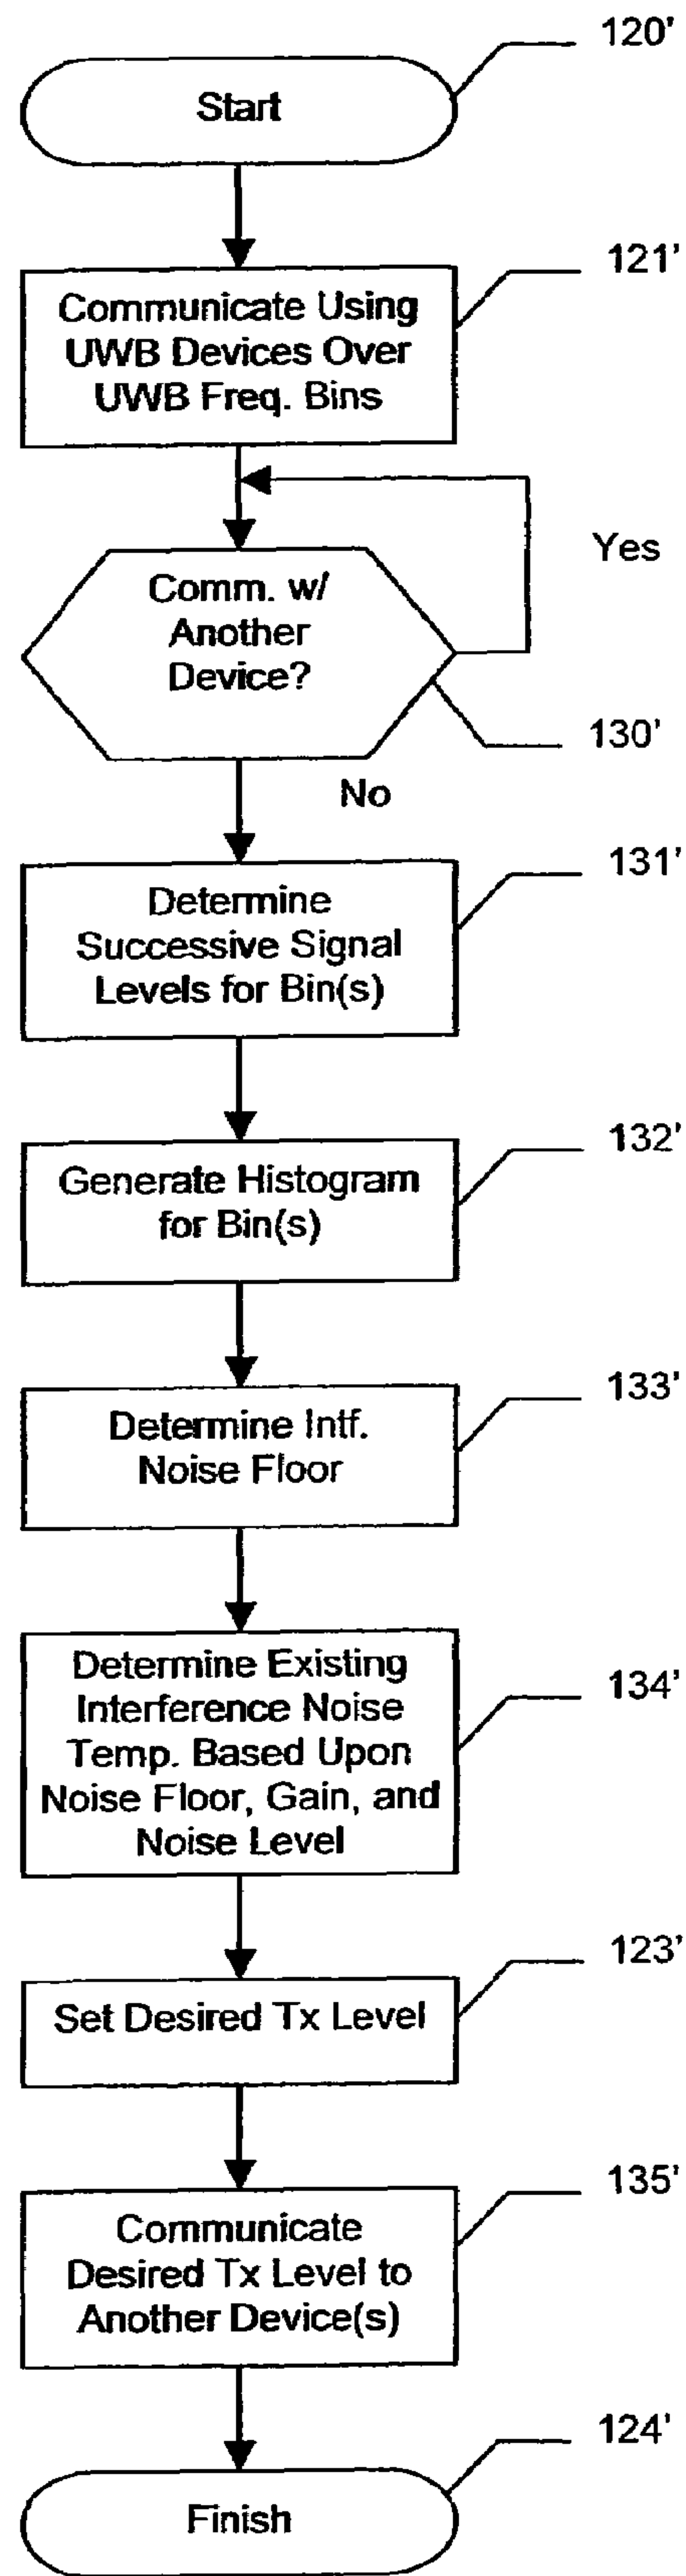 120'
Start
121'
Communicate Using
UWB Devices Over
UWB Freq. Bins
Yes
Comm. w/
Another
Device?
130'
No
131'
Determine
Successive Signal
Levels for Bin(s)
132'
Generate Histogram
for Bin(s)
133'
Determine Intf.
Noise Floor
134'
Determine Existing
Interference Noise
Temp. Based Upon
Noise Floor, Gain, and
Noise Level
123'
Set Desired Tx Level
135'
Communicate
Desired Tx Level to
Another Device(s)
124'
Finish